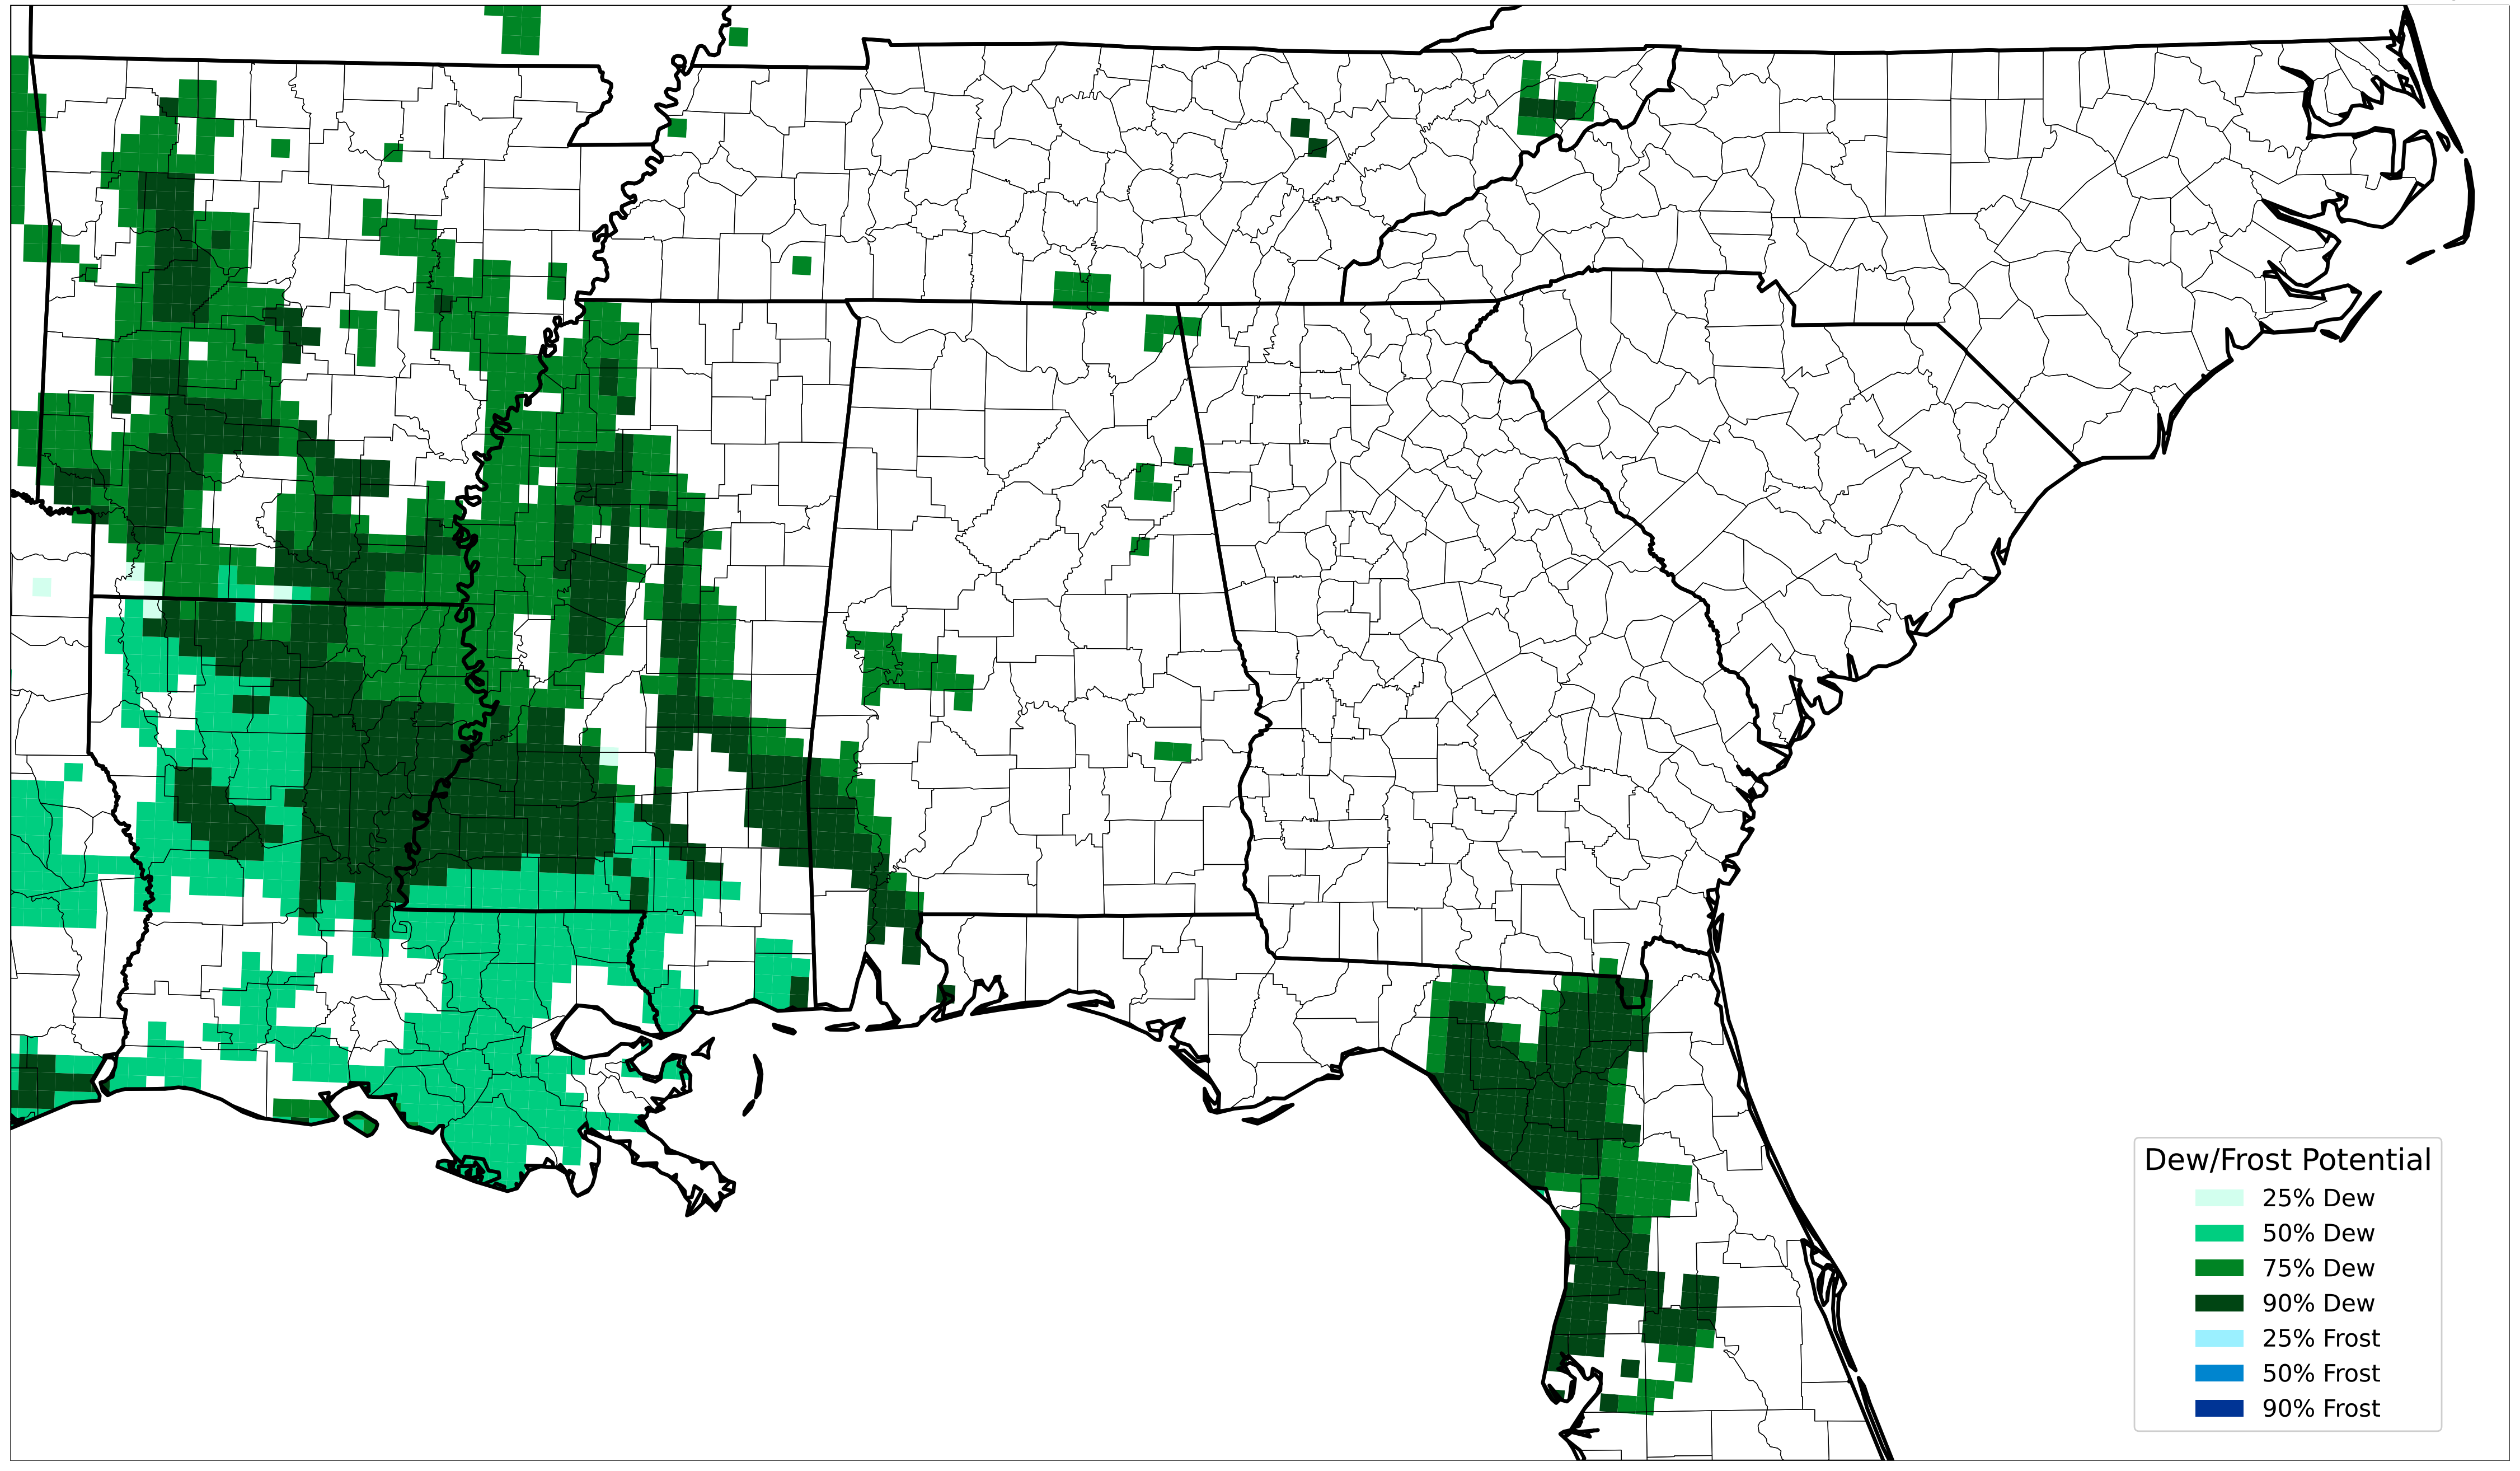 Dew/Frost Potential
25% Dew
50% Dew
75% Dew
90% Dew
25% Frost
50% Frost
90% Frost